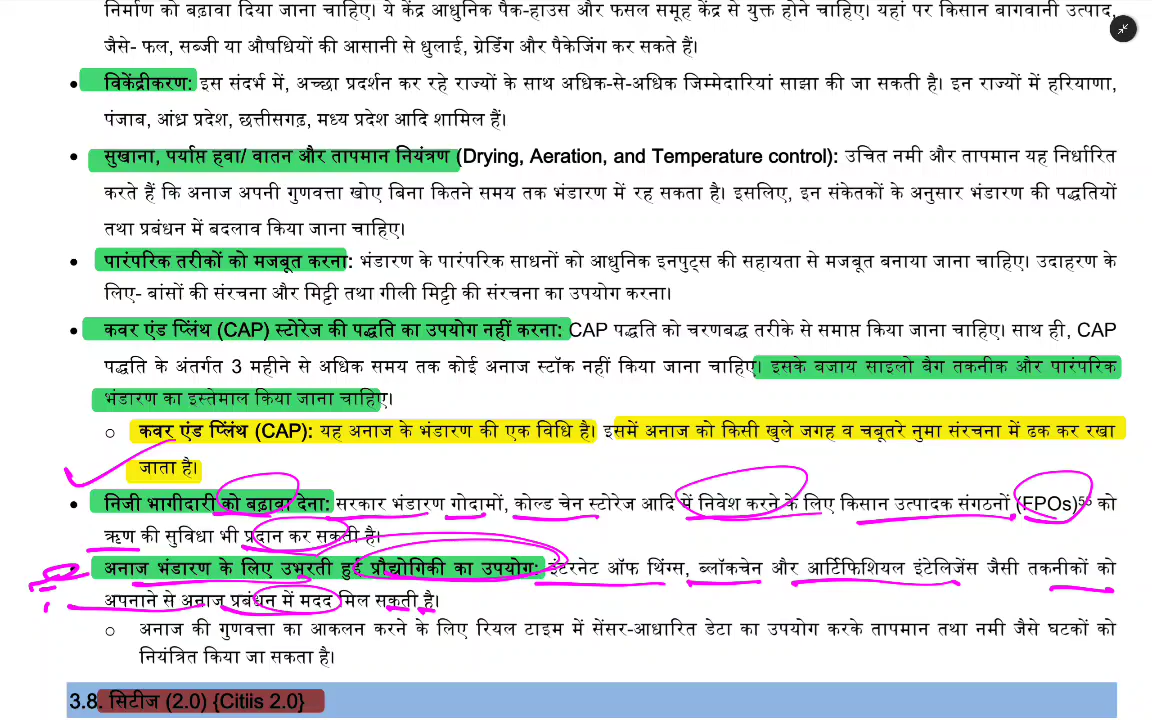 निर्माण को बढ़ावा दिया जाना चाहिए। ये केंद्र आधुनिक पैक-हाउस और फसल समूह केंद्र से युक्त होने चाहिए। यहां पर किसान बागवानी उत्पाद,
जैसे- फल, सब्जी या औषधियों की आसानी से धुलाई, ग्रेडिंग और पैकेजिंग कर सकते हैं।
• विकेंद्रीकरण: इस संदर्भ में, अच्छा प्रदर्शन कर रहे राज्यों के साथ अधिक-से-अधिक जिम्मेदारियां साझा की जा सकती है। इन राज्यों में हरियाणा,
पंजाब, आंध्र प्रदेश, छत्तीसगढ़, मध्य प्रदेश आदि शामिल हैं।
• सुखाना, पर्याप्त हवा/ वातन और तापमान नियंत्रण (Drying, Aeration, and Temperature control): उचित नमी और तापमान यह निर्धारित
करते हैं कि अनाज अपनी गुणवत्ता खोए बिना कितने समय तक भंडारण में रह सकता है। इसलिए, इन संकेतकों के अनुसार भंडारण की पद्धतियों
तथा प्रबंधन में बदलाव किया जाना चाहिए।
• पारंपरिक तरीकों को मजबूत करना: भंडारण के पारंपरिक साधनों को आधुनिक इनपुट्स की सहायता से मजबूत बनाया जाना चाहिए। उदाहरण के
लिए- बांसों की संरचना और मिट्टी तथा गीली मिट्टी की संरचना का उपयोग करना।
• कवर एंड प्लिंथ (CAP) स्टोरेज की पद्धति का उपयोग नहीं करना: CAP पद्धति को चरणबद्ध तरीके से समाप्त किया जाना चाहिए। साथ ही, CAP
पद्धति के अंतर्गत 3 महीने से अधिक समय तक कोई अनाज स्टॉक नहीं किया जाना चाहिए। इसके बजाय साइलो बैग तकनीक और पारंपरिक
भंडारण का इस्तेमाल किया जाना चाहिए।
o कवर एंड प्लिंथ (CAP): यह अनाज के भंडारण की एक विधि है। इसमें अनाज को किसी खुले जगह व चबूतरे नुमा संरचना में ढक कर रखा
जाता है।
• निजी भागीदारी को बढ़ावा देना: सरकार भंडारण गोदामों, कोल्ड चेन स्टोरेज आदि में निवेश करने के लिए किसान उत्पादक संगठनों (FPOs)⁵⁵ को
ऋण की सुविधा भी प्रदान कर सकती है।
• अनाज भंडारण के लिए उभरती हुई प्रौद्योगिकी का उपयोग: इंटरनेट ऑफ थिंग्स, ब्लॉकचेन और आर्टिफिशियल इंटेलिजेंस जैसी तकनीकों को
अपनाने से अनाज प्रबंधन में मदद मिल सकती है।
o अनाज की गुणवत्ता का आकलन करने के लिए रियल टाइम में सेंसर-आधारित डेटा का उपयोग करके तापमान तथा नमी जैसे घटकों को
नियंत्रित किया जा सकता है।
3.8. सिटीज (2.0) {Citiis 2.0}